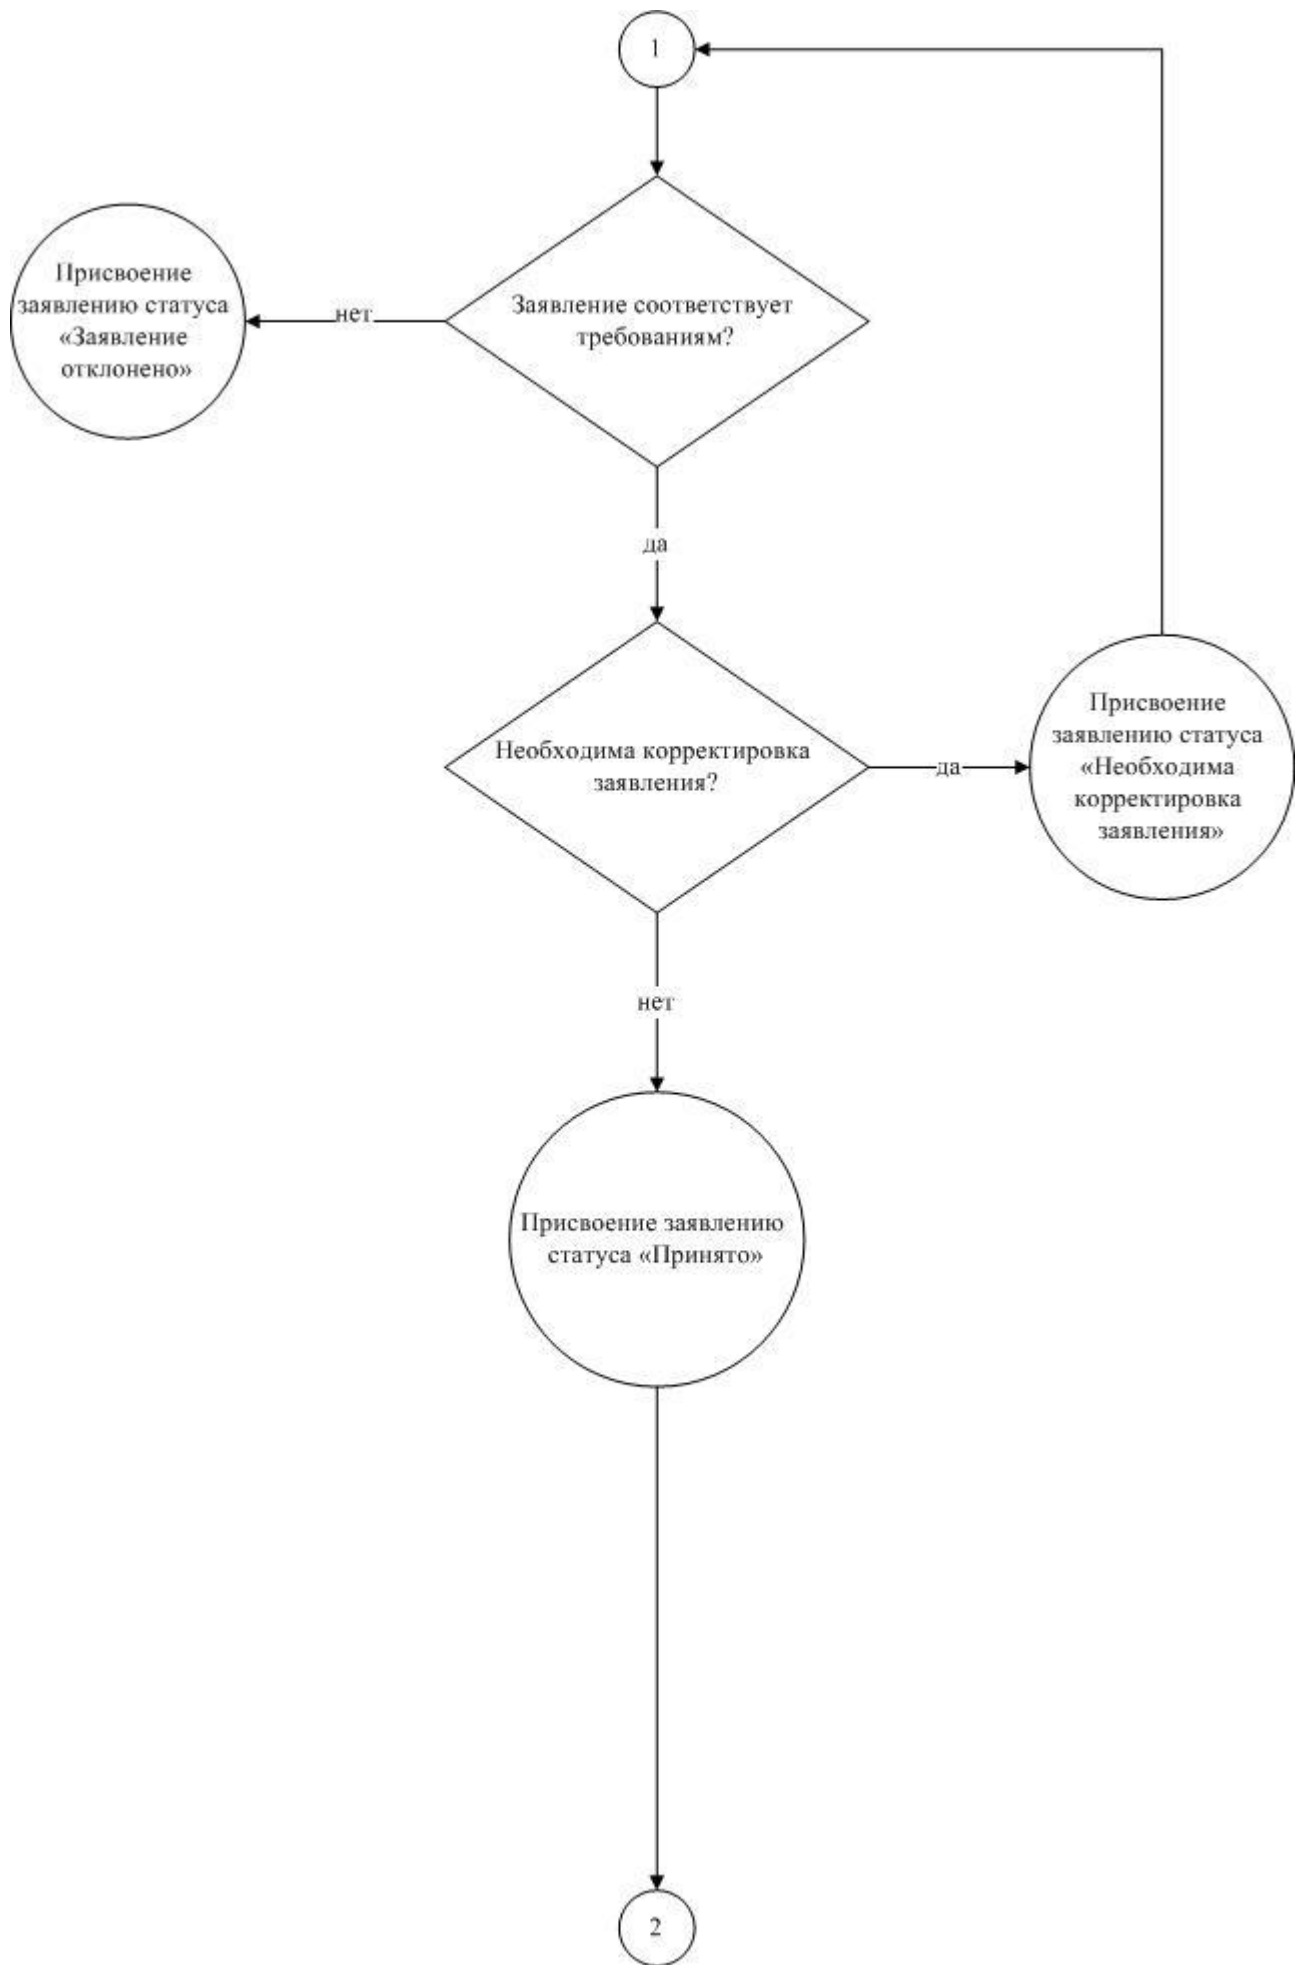 1
Присвоение
заявлению статуса
«Заявление
отклонено»
нет
Заявление соответствует
требованиям?
да
Необходима корректировка
заявления?
да
Присвоение
заявлению статуса
«Необходима
корректировка
заявления»
нет
Присвоение заявлению
статуса «Принято»
2